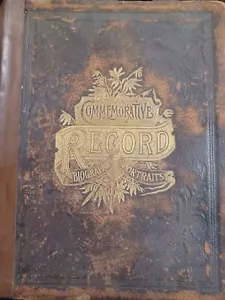 COMMEMORATIVE
RECORD
BIOGRAPHICAL PORTRAITS